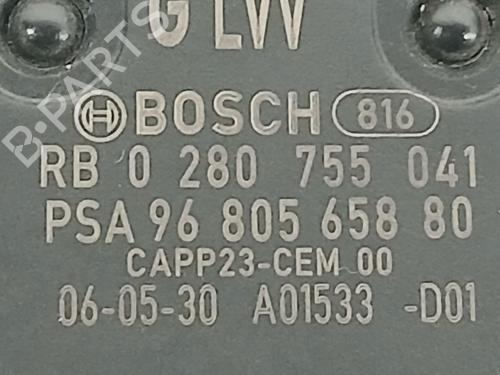 G LVV
BOSCH 816
RB 0 280 755 041
PSA 96 805 658 80
CAPP23-CEM 00
06-05-30 A01533 -D01
B-PARTS